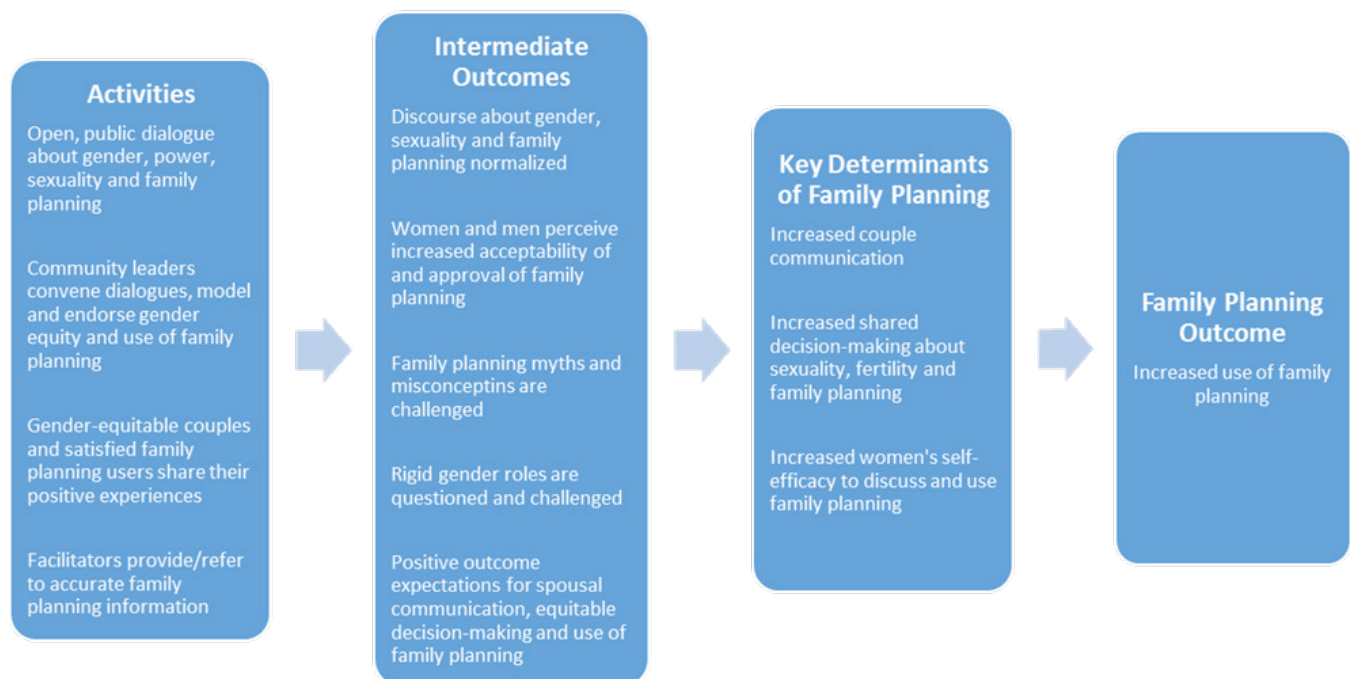 Activities
Open, public dialogue
about gender, power,
sexuality and family
planning
Community leaders
convene dialogues, model
and endorse gender
equity and use of family
planning
Gender-equitable couples
and satisfied family
planning users share their
positive experiences
Facilitators provide/refer
to accurate family
planning information
Intermediate
Outcomes
Discourse about gender,
sexuality and family
planning normalized
Women and men perceive
increased acceptability of
and approval of family
planning
Family planning myths and
misconceptins are
challenged
Rigid gender roles are
questioned and challenged
Positive outcome
expectations for spousal
communication, equitable
decision-making and use of
family planning
Key Determinants
of Family Planning
Increased couple
communication
Increased shared
decision-making about
sexuality, fertility and
family planning
Increased women's self-
efficacy to discuss and use
family planning
Family Planning
Outcome
Increased use of family
planning